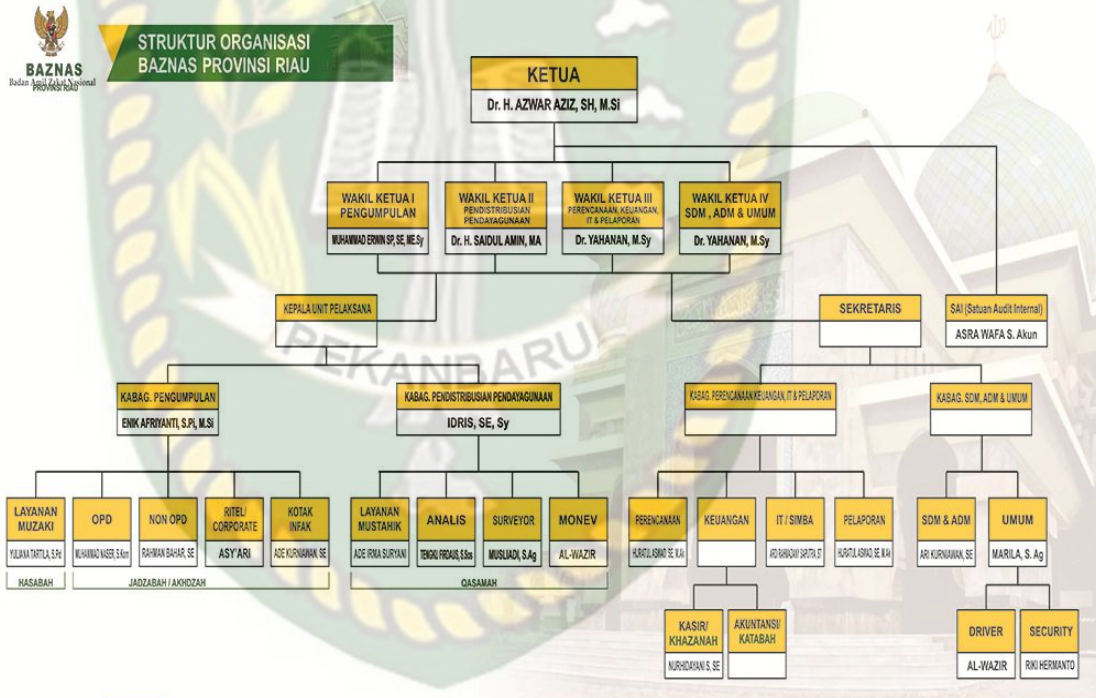 STRUKTUR ORGANISASI
BAZNAS PROVINSI RIAU
BAZNAS
Badan Amil Zakat Nasional
PROVINSI RIAU
KETUA
Dr. H. AZWAR AZIZ, SH, M.Si
WAKIL KETUA I
PENGUMPULAN
MUHAMMAD ERWIN SP, SE, ME.Sy
WAKIL KETUA II
PENDISTRIBUSIAN
PENDAYAGUNAAN
Dr. H. SAIDUL AMIN, MA
WAKIL KETUA III
PERENCANAAN, KEUANGAN,
IT & PELAPORAN
Dr. YAHANAN, M.Sy
WAKIL KETUA IV
SDM , ADM & UMUM
Dr. YAHANAN, M.Sy
KEPALA UNIT PELAKSANA
SEKRETARIS
SAI (Satuan Audit Internal)
ASRA WAFA S. Akun
PEKANBARU
KABAG. PENGUMPULAN
ENIK AFRIYANTI, S.Pi, M.Si
KABAG. PENDISTRIBUSIAN PENDAYAGUNAAN
IDRIS, SE, Sy
KABAG. PERENCANAAN KEUANGAN, IT & PELAPORAN
KABAG. SDM, ADM & UMUM
LAYANAN
MUZAKI
YULIANA TARTILA, S.Pd
OPD
MUHAMMAD NASER, S.Kom
NON OPD
RAHMAN BAHAR, SE
RITEL/
CORPORATE
ASY'ARI
KOTAK
INFAK
ADE KURNIAWAN, SE
LAYANAN
MUSTAHIK
ADE IRMA SURYANI
ANALIS
TENGKU FIRDAUS, S.Sos
SURVEYOR
MUSLIADI, S.Ag
MONEV
AL-WAZIR
PERENCANAAN
KEUANGAN
IT / SIMBA
PELAPORAN
SDM & ADM
ARI KURNIAWAN, SE
UMUM
MARILA, S. Ag
HASABAH
JADZABAH / AKHDZAH
QASAMAH
KASIR/
KHAZANAH
NURHIDAYANI S, SE
AKUNTANSI/
KATABAH
DRIVER
AL-WAZIR
SECURITY
RIKI HERMANTO